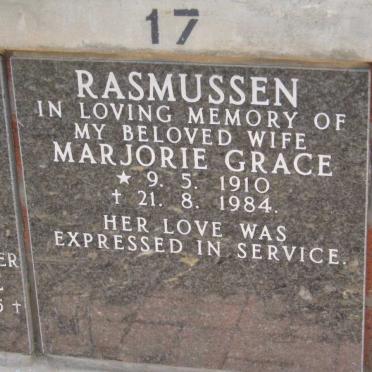 17
RASMUSSEN
IN LOVING MEMORY OF
MY BELOVED WIFE
MARJORIE GRACE
★ 9. 5. 1910
† 21. 8. 1984.
HER LOVE WAS
EXPRESSED IN SERVICE.